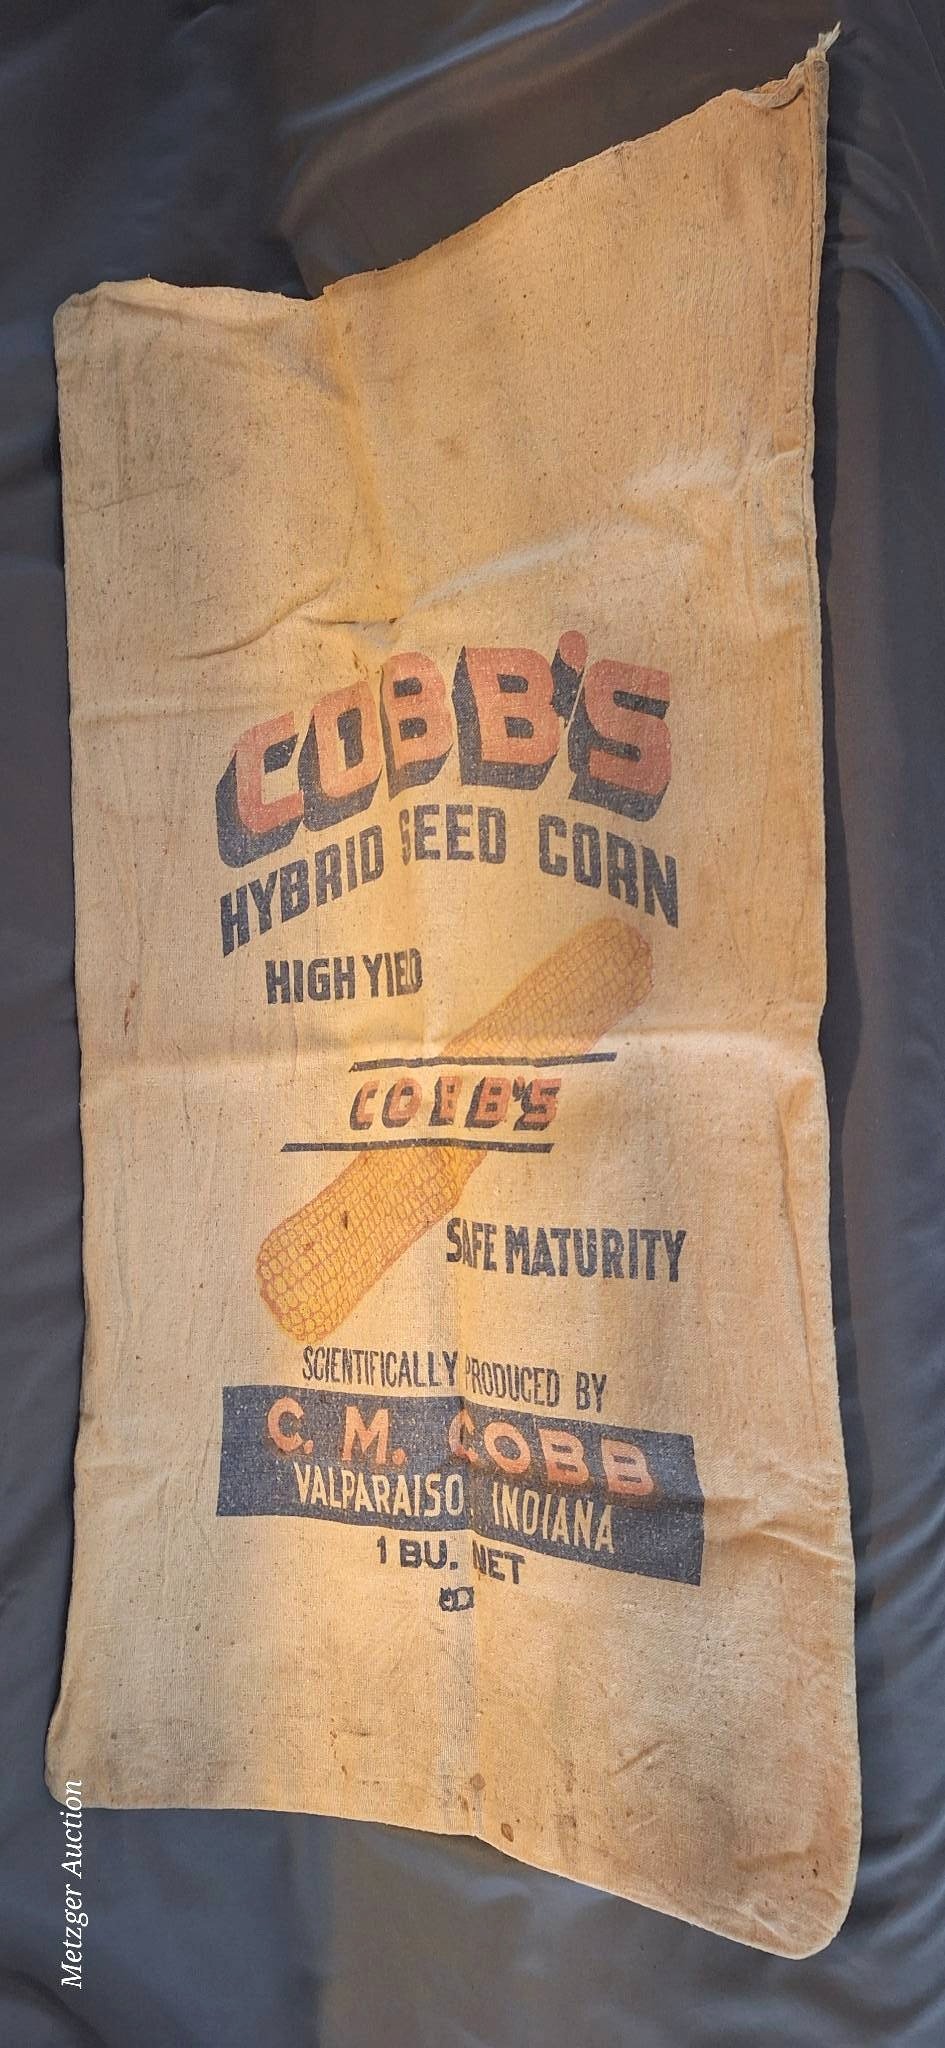 COBB'S
HYBRID SEED CORN
HIGH YIELD
COBB'S
SAFE MATURITY
SCIENTIFICALLY PRODUCED BY
C. M. COBB
VALPARAISO, INDIANA
1 BU. NET
Metzger Auction